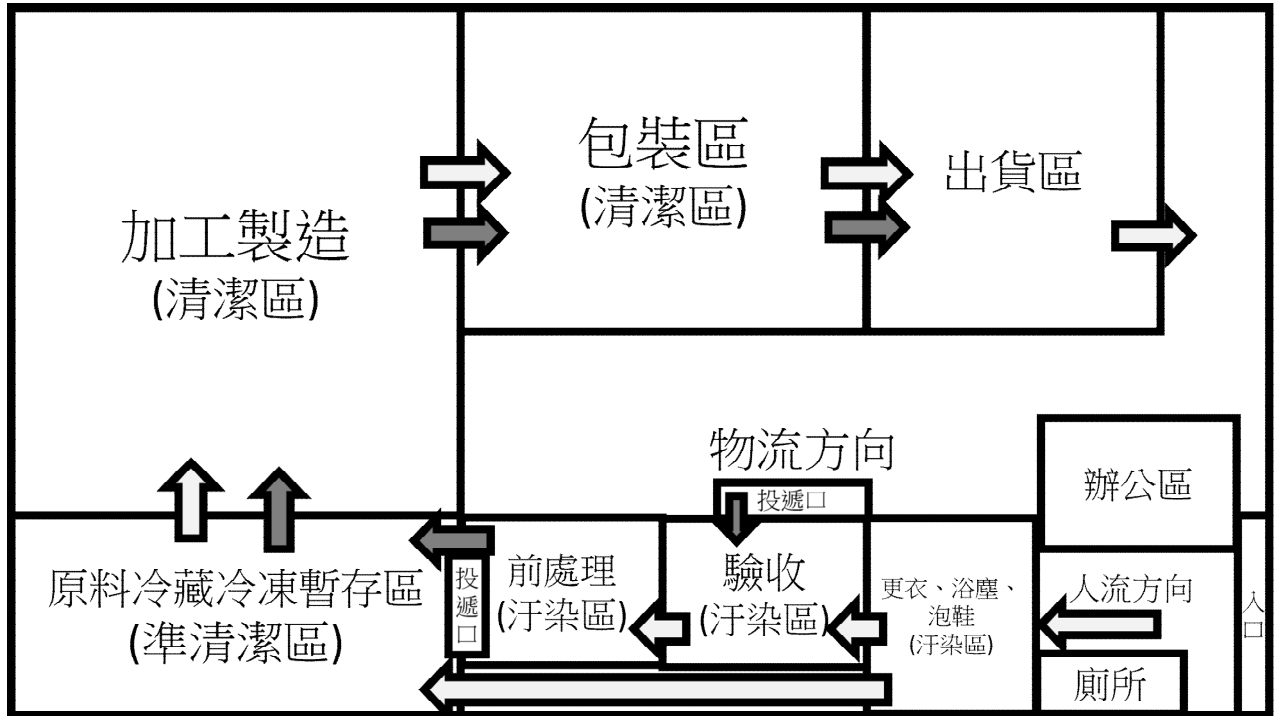 加工製造
(清潔區)
包裝區
(清潔區)
出貨區
物流方向
投遞口
辦公區
原料冷藏冷凍暫存區
(準清潔區)
投遞口
前處理
(汙染區)
驗收
(汙染區)
更衣、浴塵、
泡鞋
(汙染區)
人流方向
廁所
入口